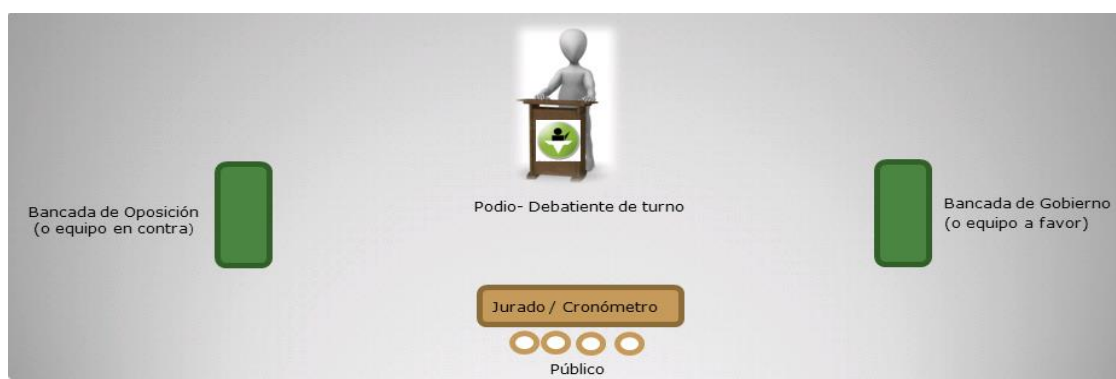 Podio- Debatiente de turno
Bancada de Oposición
(o equipo en contra)
Bancada de Gobierno
(o equipo a favor)
Jurado / Cronómetro
Público